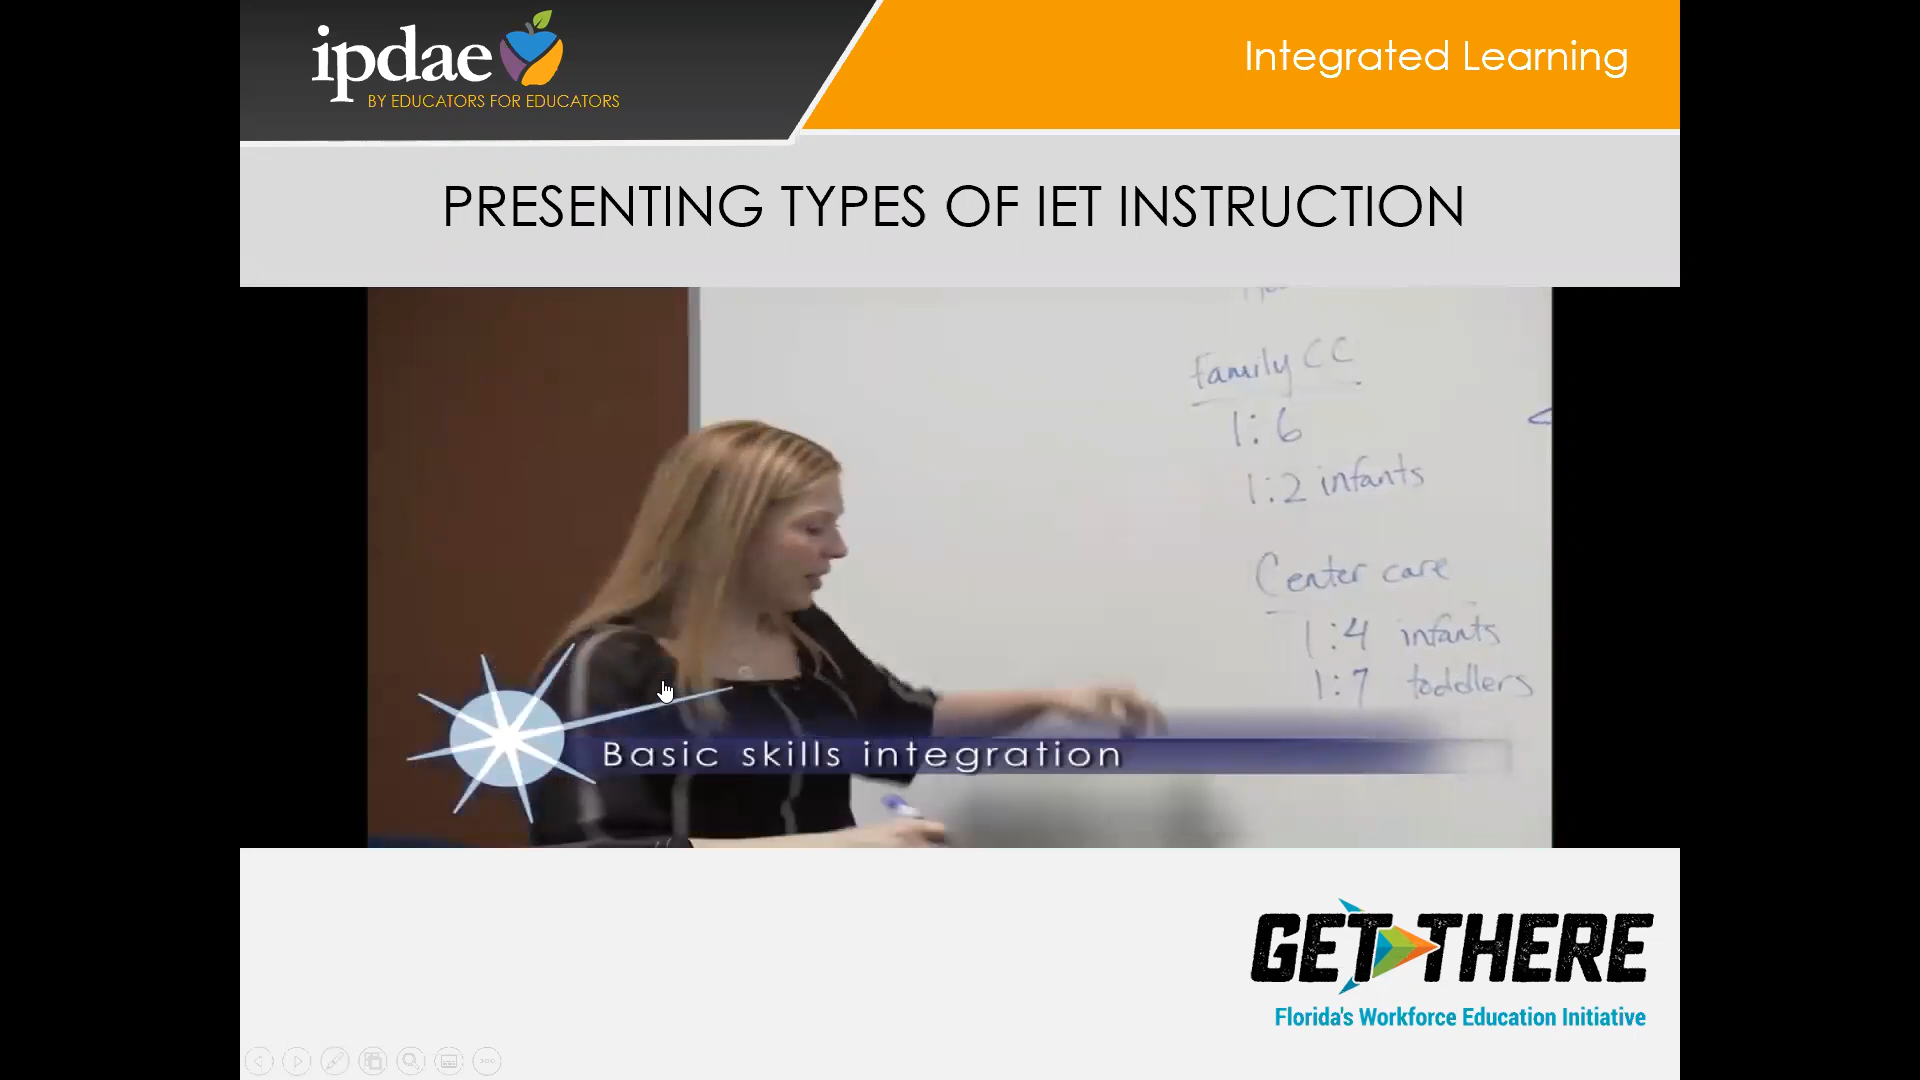 ipdae
BY EDUCATORS FOR EDUCATORS
Integrated Learning
PRESENTING TYPES OF IET INSTRUCTION
Family CC
1:6
1:2 infants
Center care
1:4 infants
1:7 toddlers
Basic skills integration
GET THERE
Florida's Workforce Education Initiative